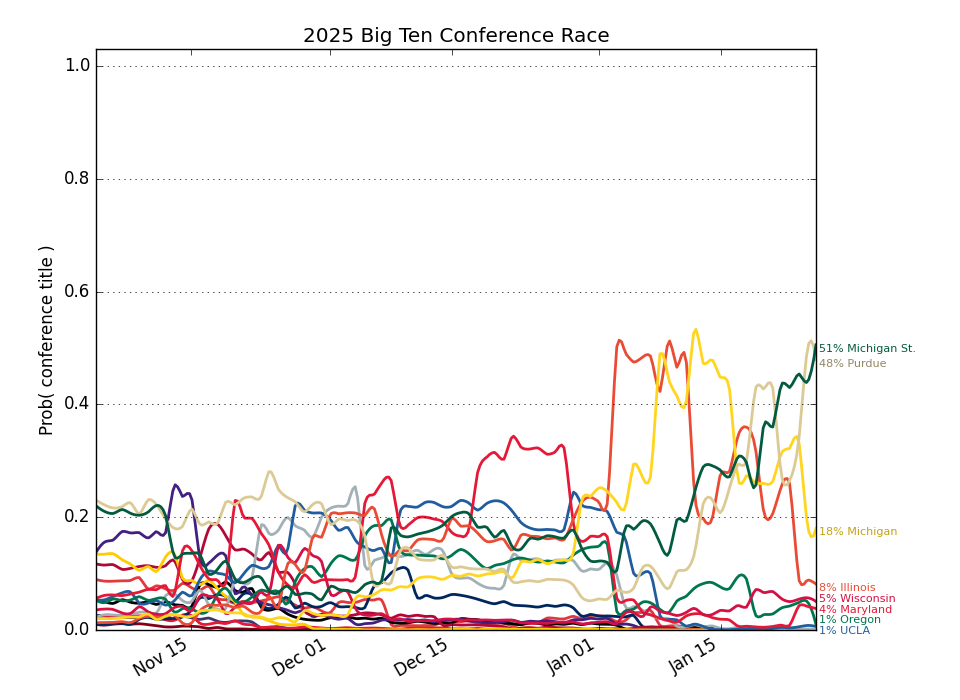 2025 Big Ten Conference Race
Prob( conference title )
1.0
0.8
0.6
0.4
0.2
0.0
51% Michigan St.
48% Purdue
18% Michigan
8% Illinois
5% Wisconsin
4% Maryland
1% Oregon
1% UCLA
Nov 15
Dec 01
Dec 15
Jan 01
Jan 15